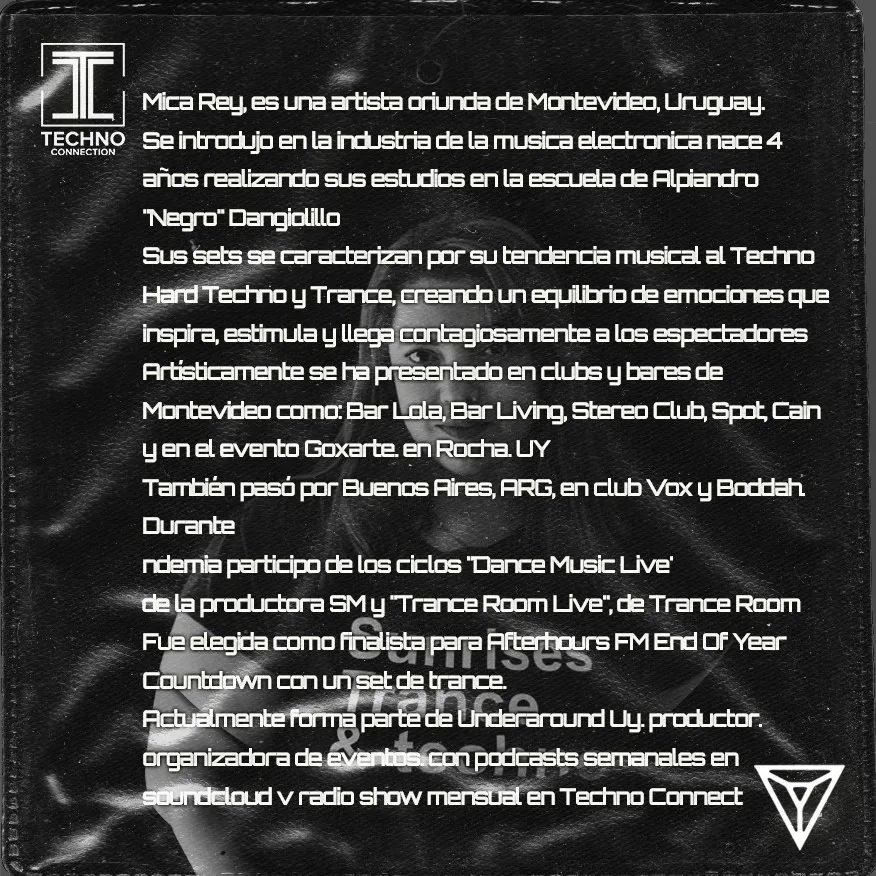 TECHNO
CONNECTION
Mica Rey, es una artista oriunda de Montevideo, Uruguay.
Se introdujo en la industria de la musica electronica nace 4
años realizando sus estudios en la escuela de Alpiandro
"Negro" Dangiolillo
Sus sets se caracterizan por su tendencia musical al Techno
Hard Techno y Trance, creando un equilibrio de emociones que
inspira, estimula y llega contagiosamente a los espectadores
Artísticamente se ha presentado en clubs y bares de
Montevideo como: Bar Lola, Bar Living, Stereo Club, Spot, Cain
y en el evento Goxarte. en Rocha. UY
También pasó por Buenos Aires, ARG, en club Vox y Boddah.
Durante
ndemia participo de los ciclos "Dance Music Live'
de la productora SM y "Trance Room Live", de Trance Room
Fue elegida como finalista para Afterhours FM End Of Year
Countdown con un set de trance.
Actualmente forma parte de Underaround Uy. productor.
organizadora de eventos. con podcasts semanales en
soundcloud v radio show mensual en Techno Connect
Sunrises
Trance
& techno